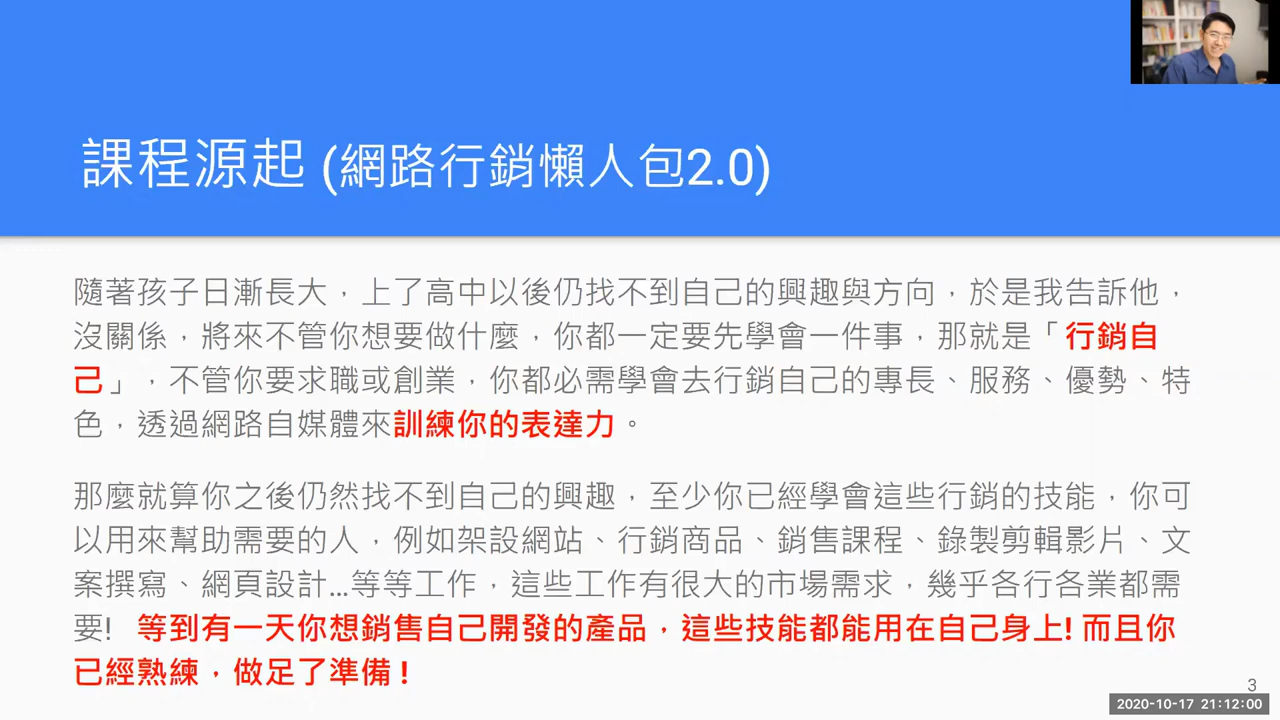 課程源起 (網路行銷懶人包2.0)
隨著孩子日漸長大，上了高中以後仍找不到自己的興趣與方向，於是我告訴他，
沒關係，將來不管你想要做什麼，你都一定要先學會一件事，那就是「行銷自
己」，不管你要求職或創業，你都必需學會去行銷自己的專長、服務、優勢、特
色，透過網路自媒體來訓練你的表達力。
那麼就算你之後仍然找不到自己的興趣，至少你已經學會這些行銷的技能，你可
以用來幫助需要的人，例如架設網站、行銷商品、銷售課程、錄製剪輯影片、文
案撰寫、網頁設計...等等工作，這些工作有很大的市場需求，幾乎各行各業都需
要! 等到有一天你想銷售自己開發的產品，這些技能都能用在自己身上! 而且你
已經熟練，做足了準備 !
3
2020-10-17 21:12:00